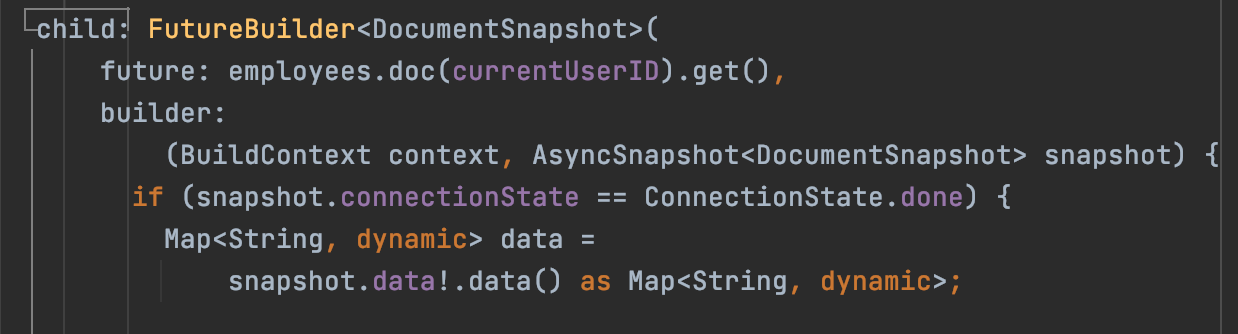 child: FutureBuilder<DocumentSnapshot>(
future: employees.doc(currentUserID).get(),
builder:
(BuildContext context, AsyncSnapshot<DocumentSnapshot> snapshot) {
if (snapshot.connectionState == ConnectionState.done) {
Map<String, dynamic> data =
snapshot.data!.data() as Map<String, dynamic>;